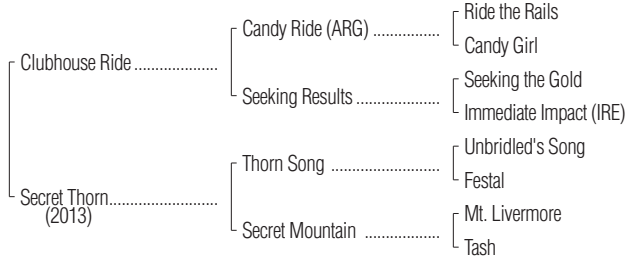 Ride the Rails
Candy Ride (ARG) ................
Candy Girl
Clubhouse Ride ....................
Seeking the Gold
Seeking Results ....................
Immediate Impact (IRE)
Unbridled's Song
Thorn Song ..........................
Festal
Secret Thorn..........................
(2013)
Mt. Livermore
Secret Mountain ..................
Tash